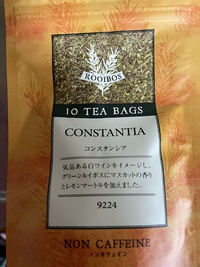 ROOIBOS
10 TEA BAGS
CONSTANTIA
コンスタンシア
気品ある白ワインをイメージし、
グリーンルイボスにマスカットの香り
とレモンマートルを加えました。
9224
NON CAFFEINE
ノンカフェイン